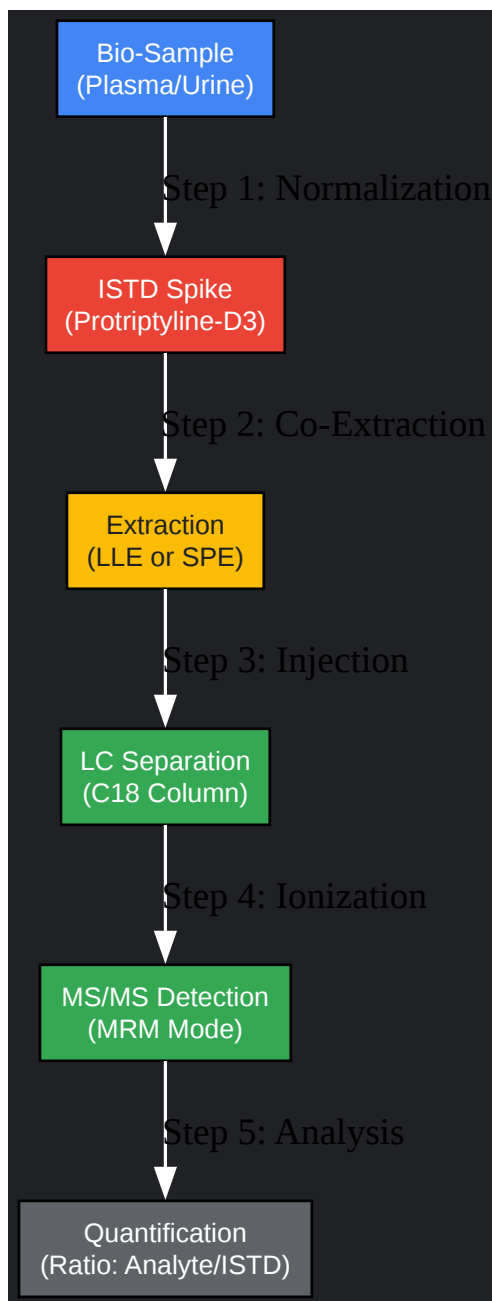 Bio-Sample
(Plasma/Urine)
Step 1: Normalization
ISTD Spike
(Protriptyline-D3)
Step 2: Co-Extraction
Extraction
(LLE or SPE)
Step 3: Injection
LC Separation
(C18 Column)
Step 4: Ionization
MS/MS Detection
(MRM Mode)
Step 5: Analysis
Quantification
(Ratio: Analyte/ISTD)